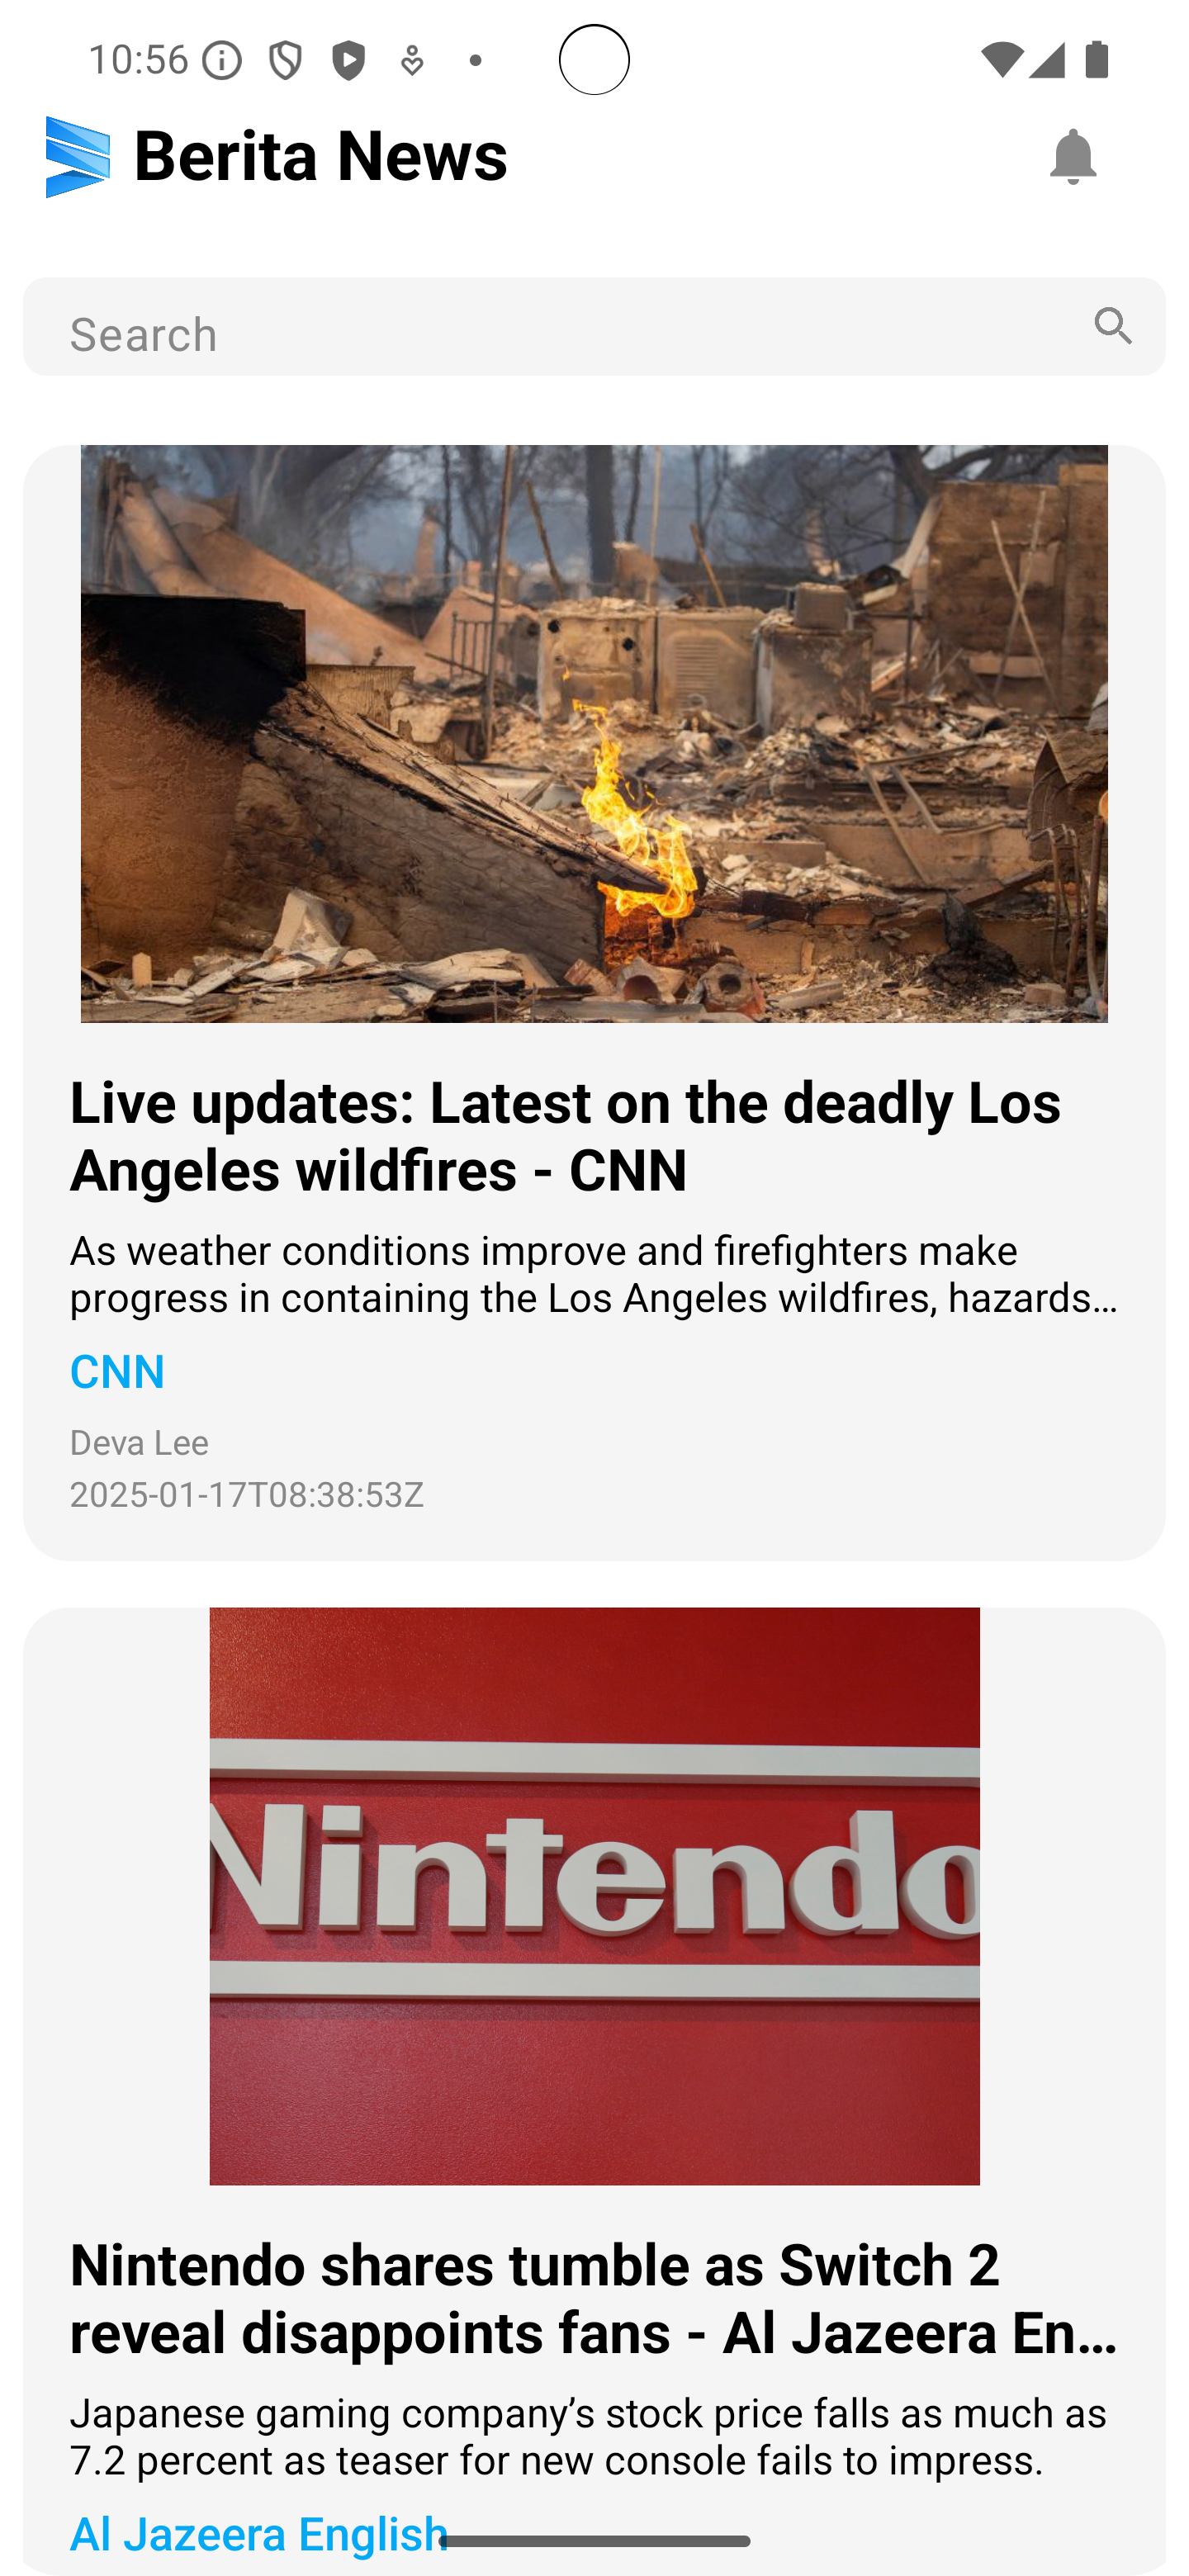 10:56
Berita News
Search
Live updates: Latest on the deadly Los
Angeles wildfires - CNN
As weather conditions improve and firefighters make
progress in containing the Los Angeles wildfires, hazards…
CNN
Deva Lee
2025-01-17T08:38:53Z
Nintendo
Nintendo shares tumble as Switch 2
reveal disappoints fans - Al Jazeera En…
Japanese gaming company’s stock price falls as much as
7.2 percent as teaser for new console fails to impress.
Al Jazeera English